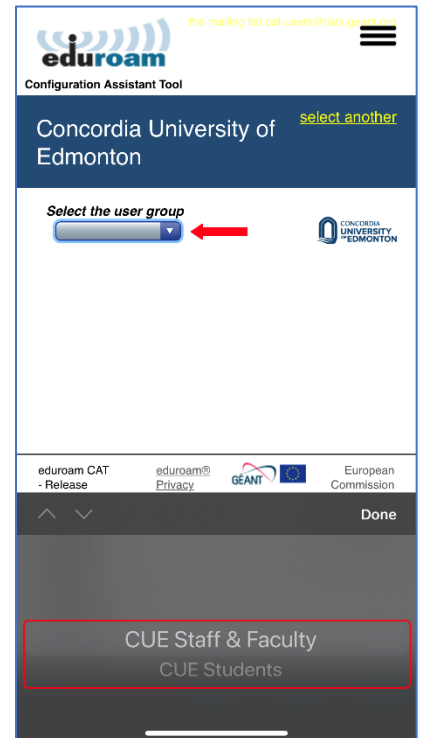 the mailing list cat-users@lists.geant.org
eduroam
Configuration Assistant Tool
Concordia University of
Edmonton
select another
Select the user group
CONCORDIA
UNIVERSITY
OF EDMONTON
eduroam CAT
- Release
eduroam®
Privacy
GÉANT
European
Commission
Done
CUE Staff & Faculty
CUE Students